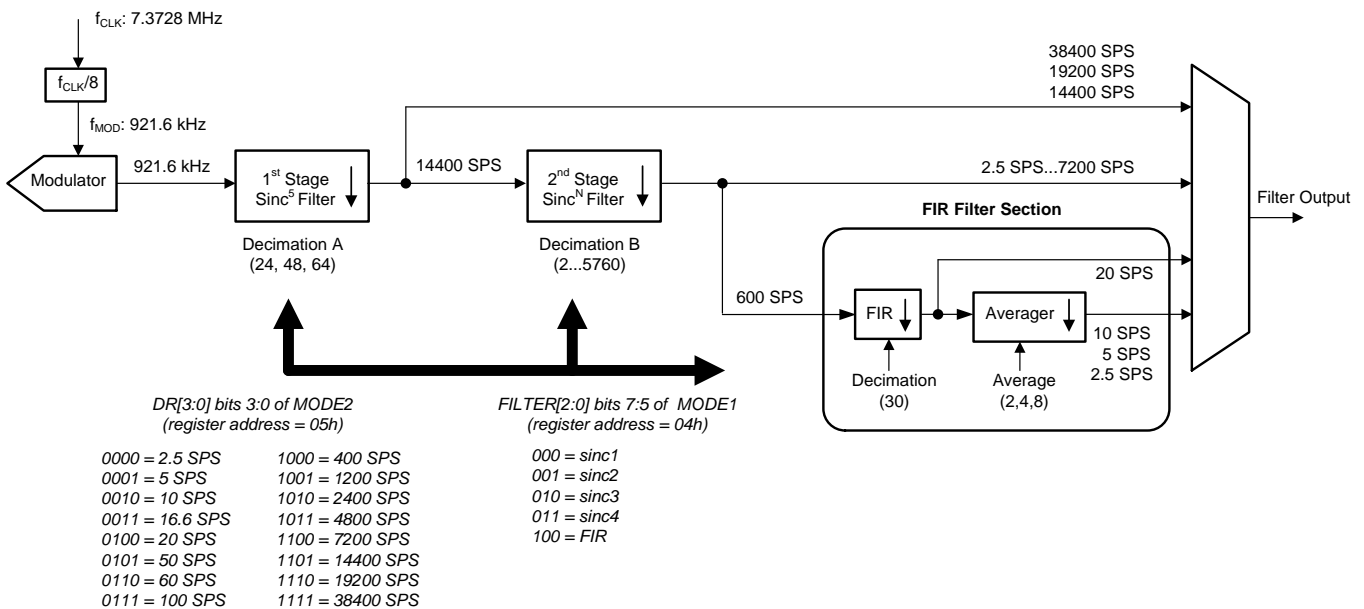 f_CLK: 7.3728 MHz
f_CLK/8
f_MOD: 921.6 kHz
Modulator
921.6 kHz
1st Stage
Sinc5 Filter
Decimation A
(24, 48, 64)
14400 SPS
2nd Stage
SincN Filter
Decimation B
(2...5760)
38400 SPS
19200 SPS
14400 SPS
2.5 SPS...7200 SPS
Filter Output
FIR Filter Section
600 SPS
20 SPS
FIR
Averager
10 SPS
5 SPS
2.5 SPS
Decimation
(30)
Average
(2,4,8)
DR[3:0] bits 3:0 of MODE2
(register address = 05h)
0000 = 2.5 SPS
0001 = 5 SPS
0010 = 10 SPS
0011 = 16.6 SPS
0100 = 20 SPS
0101 = 50 SPS
0110 = 60 SPS
0111 = 100 SPS
1000 = 400 SPS
1001 = 1200 SPS
1010 = 2400 SPS
1011 = 4800 SPS
1100 = 7200 SPS
1101 = 14400 SPS
1110 = 19200 SPS
1111 = 38400 SPS
FILTER[2:0] bits 7:5 of MODE1
(register address = 04h)
000 = sinc1
001 = sinc2
010 = sinc3
011 = sinc4
100 = FIR